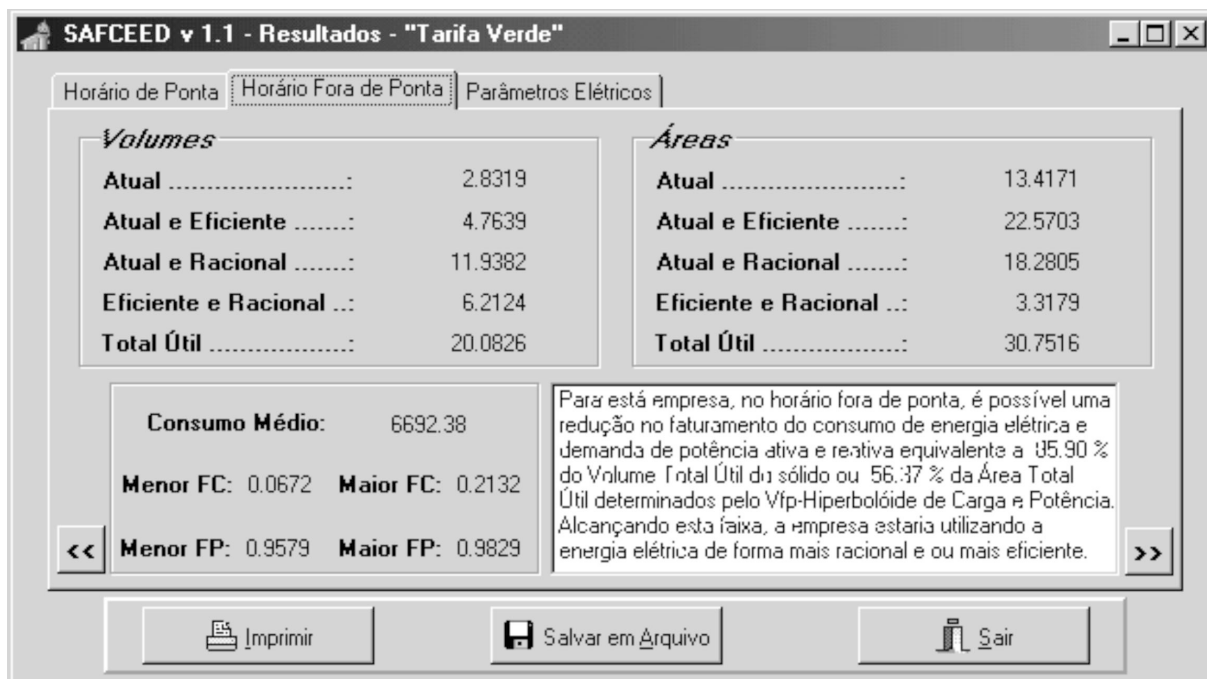 SAFCEED v 1.1 - Resultados - "Tarifa Verde"
Horário de Ponta Horário Fora de Ponta Parâmetros Elétricos
Volumes
Atual ........................: 2.8319
Atual e Eficiente .......: 4.7639
Atual e Racional .......: 11.9382
Eficiente e Racional ..: 6.2124
Total Útil ...................: 20.0826
Áreas
Atual ........................: 13.4171
Atual e Eficiente .......: 22.5703
Atual e Racional .......: 18.2805
Eficiente e Racional ..: 3.3179
Total Útil ..................: 30.7516
Consumo Médio: 6692.38
Menor FC: 0.0672 Maior FC: 0.2132
Menor FP: 0.9579 Maior FP: 0.9829
Para está empresa, no horário fora de ponta, é possível uma
redução no faturamento do consumo de energia elétrica e
demanda de potência ativa e reativa equivalente a 85.90 %
do Volume Total Útil do sólido ou 56.37 % da Área Total
Útil determinados pelo Vfp-Hiperbolóide de Carga e Potência.
Alcançando esta faixa, a empresa estaria utilizando a
energia elétrica de forma mais racional e ou mais eficiente.
<< >>
Imprimir Salvar em Arquivo Sair